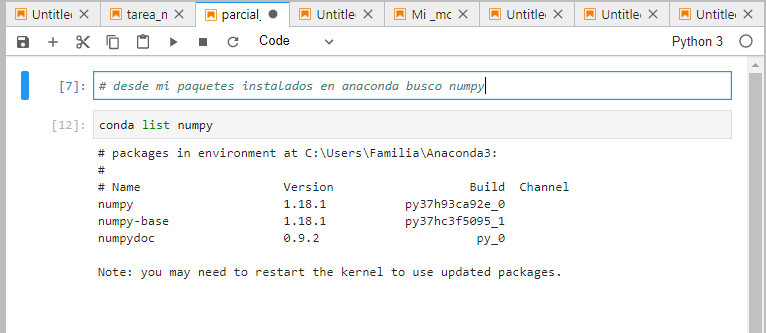 Untitle tarea_n parcial_ Untitle Mi _mc Untitle Untitle Untitle
Code Python 3
[7]: # desde mi paquetes instalados en anaconda busco numpy
[12]: conda list numpy
# packages in environment at C:\Users\Familia\Anaconda3:
#
# Name Version Build Channel
numpy 1.18.1 py37h93ca92e_0
numpy-base 1.18.1 py37hc3f5095_1
numpydoc 0.9.2 py_0
Note: you may need to restart the kernel to use updated packages.